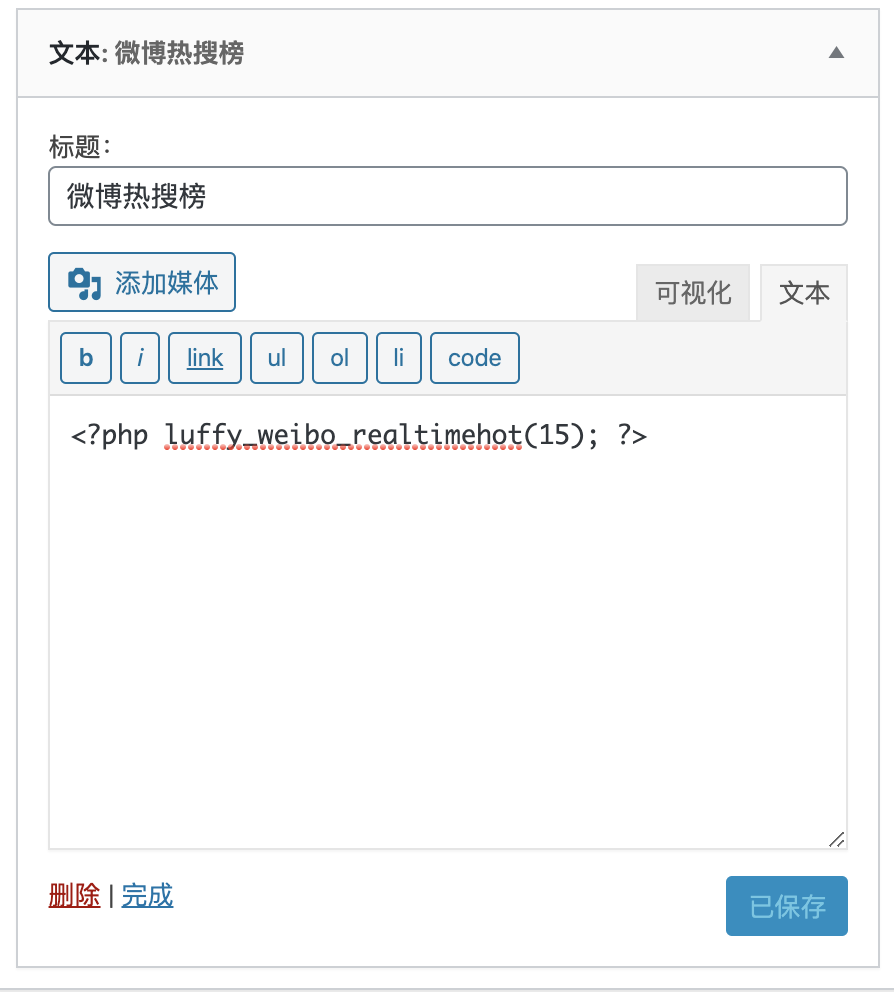 文本: 微博热搜榜
标题：
微博热搜榜
添加媒体
可视化 文本
b i link ul ol li code
<?php luffy_weibo_realtimehot(15); ?>
删除 | 完成
已保存